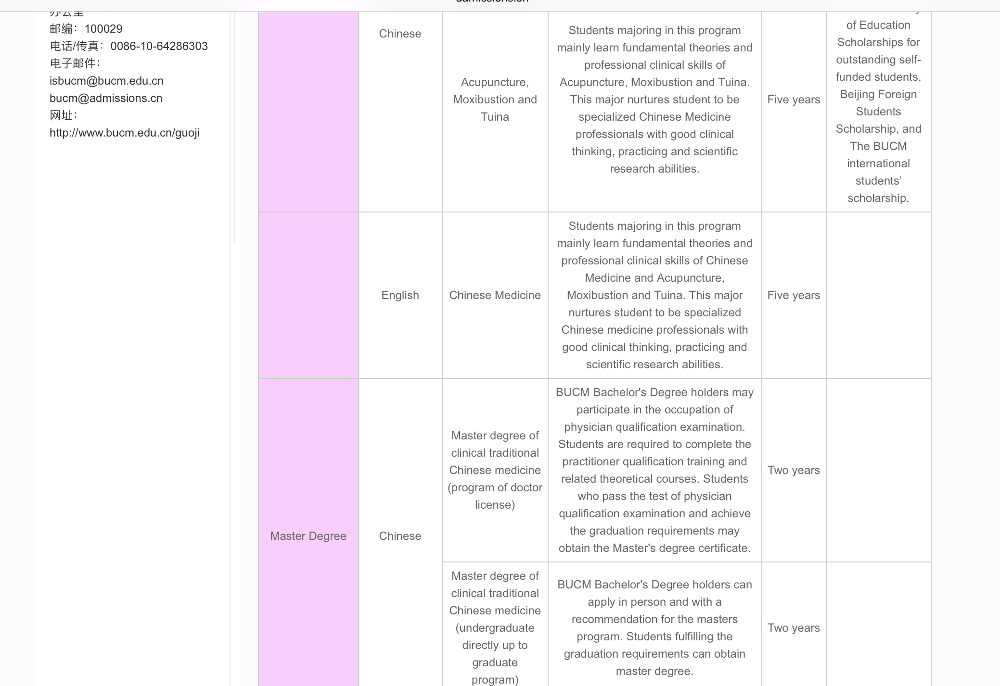 admissions.cn
办公室
邮编：100029
电话/传真：0086-10-64286303
电子邮件：
isbucm@bucm.edu.cn
bucm@admissions.cn
网址：
http://www.bucm.edu.cn/guoji
Chinese
Acupuncture,
Moxibustion and
Tuina
Students majoring in this program
mainly learn fundamental theories and
professional clinical skills of
Acupuncture, Moxibustion and Tuina.
This major nurtures student to be
specialized Chinese Medicine
professionals with good clinical
thinking, practicing and scientific
research abilities.
Five years
of Education
Scholarships for
outstanding self-
funded students,
Beijing Foreign
Students
Scholarship, and
The BUCM
international
students’
scholarship.
English
Chinese Medicine
Students majoring in this program
mainly learn fundamental theories and
professional clinical skills of Chinese
Medicine and Acupuncture,
Moxibustion and Tuina. This major
nurtures student to be specialized
Chinese medicine professionals with
good clinical thinking, practicing and
scientific research abilities.
Five years
Master Degree
Chinese
Master degree of
clinical traditional
Chinese medicine
(program of doctor
license)
BUCM Bachelor's Degree holders may
participate in the occupation of
physician qualification examination.
Students are required to complete the
practitioner qualification training and
related theoretical courses. Students
who pass the test of physician
qualification examination and achieve
the graduation requirements may
obtain the Master's degree certificate.
Two years
Master degree of
clinical traditional
Chinese medicine
(undergraduate
directly up to
graduate
program)
BUCM Bachelor's Degree holders can
apply in person and with a
recommendation for the masters
program. Students fulfilling the
graduation requirements can obtain
master degree.
Two years